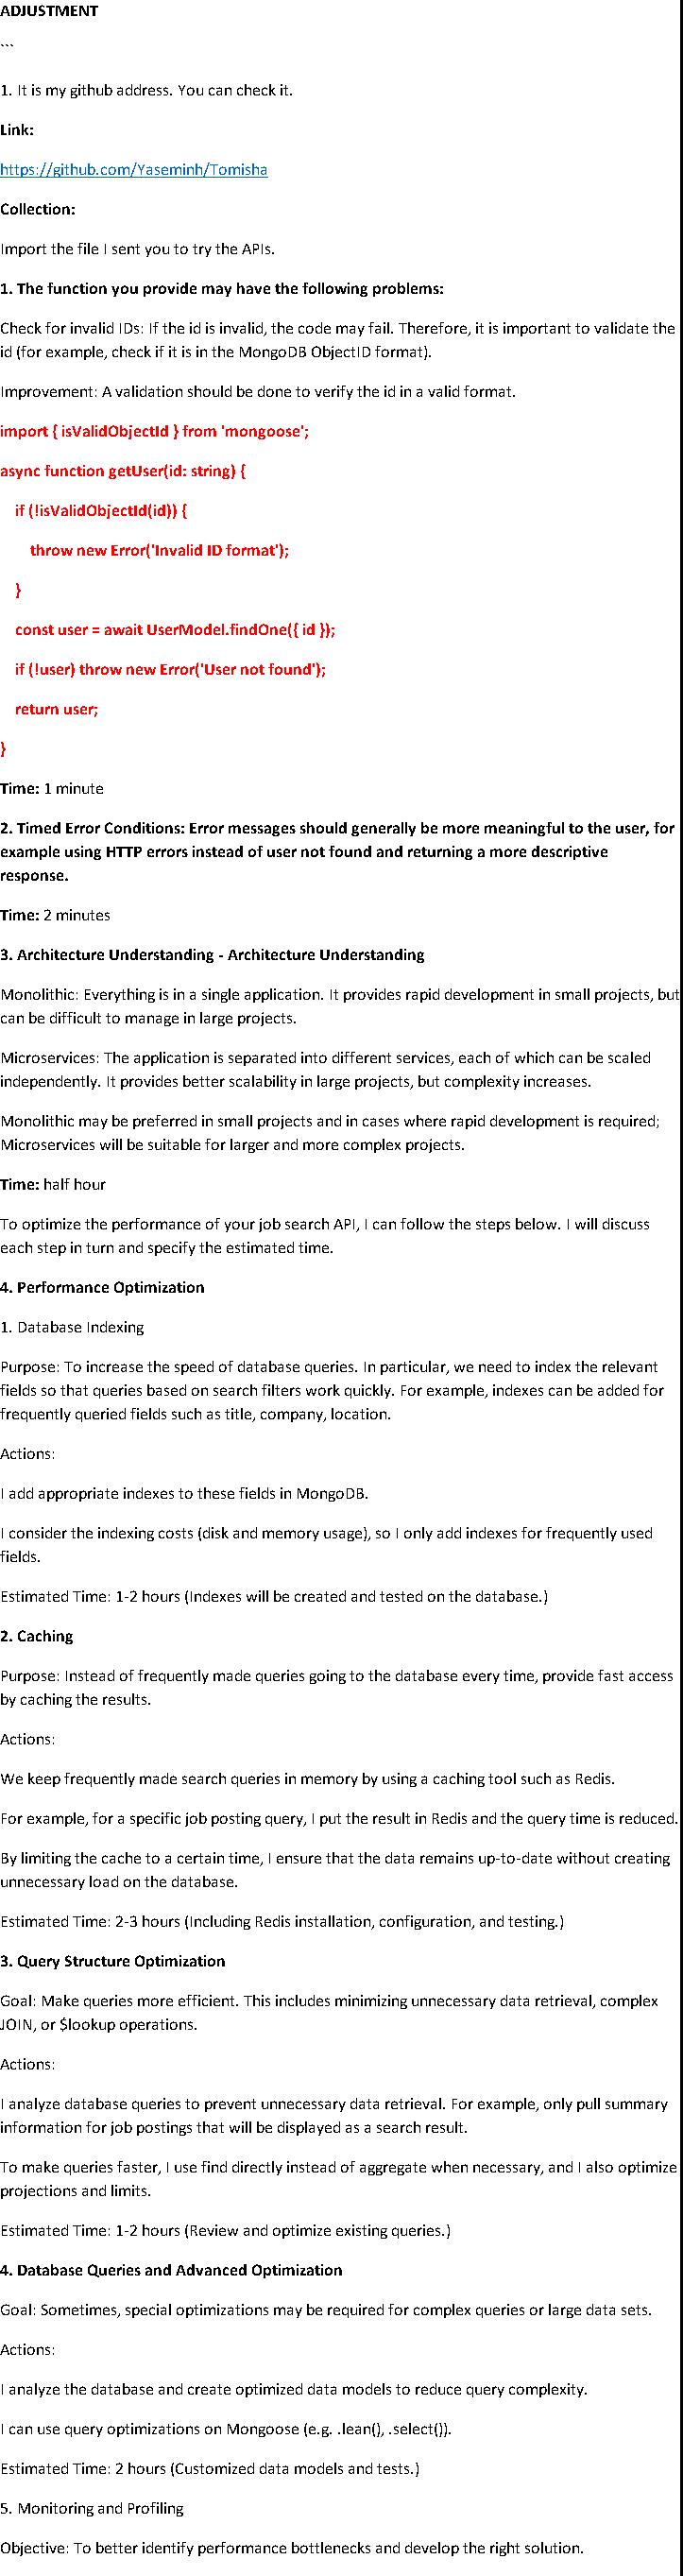 ADJUSTMENT
```
1. It is my github address. You can check it.
Link:
https://github.com/Yaseminh/Tomisha
Collection:
Import the file I sent you to try the APIs.
1. The function you provide may have the following problems:
Check for invalid IDs: If the id is invalid, the code may fail. Therefore, it is important to validate the
id (for example, check if it is in the MongoDB ObjectID format).
Improvement: A validation should be done to verify the id in a valid format.
import { isValidObjectId } from 'mongoose';
async function getUser(id: string) {
if (!isValidObjectId(id)) {
throw new Error('Invalid ID format');
}
const user = await UserModel.findOne({ id });
if (!user) throw new Error('User not found');
return user;
}
Time: 1 minute
2. Timed Error Conditions: Error messages should generally be more meaningful to the user, for
example using HTTP errors instead of user not found and returning a more descriptive
response.
Time: 2 minutes
3. Architecture Understanding - Architecture Understanding
Monolithic: Everything is in a single application. It provides rapid development in small projects, but
can be difficult to manage in large projects.
Microservices: The application is separated into different services, each of which can be scaled
independently. It provides better scalability in large projects, but complexity increases.
Monolithic may be preferred in small projects and in cases where rapid development is required;
Microservices will be suitable for larger and more complex projects.
Time: half hour
To optimize the performance of your job search API, I can follow the steps below. I will discuss
each step in turn and specify the estimated time.
4. Performance Optimization
1. Database Indexing
Purpose: To increase the speed of database queries. In particular, we need to index the relevant
fields so that queries based on search filters work quickly. For example, indexes can be added for
frequently queried fields such as title, company, location.
Actions:
I add appropriate indexes to these fields in MongoDB.
I consider the indexing costs (disk and memory usage), so I only add indexes for frequently used
fields.
Estimated Time: 1-2 hours (Indexes will be created and tested on the database.)
2. Caching
Purpose: Instead of frequently made queries going to the database every time, provide fast access
by caching the results.
Actions:
We keep frequently made search queries in memory by using a caching tool such as Redis.
For example, for a specific job posting query, I put the result in Redis and the query time is reduced.
By limiting the cache to a certain time, I ensure that the data remains up-to-date without creating
unnecessary load on the database.
Estimated Time: 2-3 hours (Including Redis installation, configuration, and testing.)
3. Query Structure Optimization
Goal: Make queries more efficient. This includes minimizing unnecessary data retrieval, complex
JOIN, or $lookup operations.
Actions:
I analyze database queries to prevent unnecessary data retrieval. For example, only pull summary
information for job postings that will be displayed as a search result.
To make queries faster, I use find directly instead of aggregate when necessary, and I also optimize
projections and limits.
Estimated Time: 1-2 hours (Review and optimize existing queries.)
4. Database Queries and Advanced Optimization
Goal: Sometimes, special optimizations may be required for complex queries or large data sets.
Actions:
I analyze the database and create optimized data models to reduce query complexity.
I can use query optimizations on Mongoose (e.g. .lean(), .select()).
Estimated Time: 2 hours (Customized data models and tests.)
5. Monitoring and Profiling
Objective: To better identify performance bottlenecks and develop the right solution.